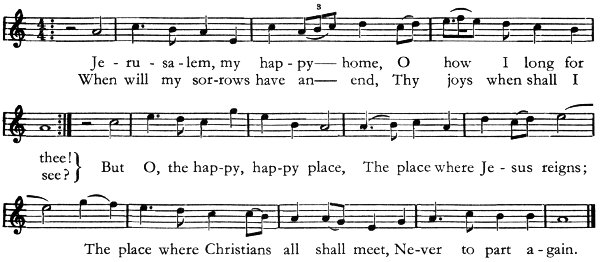 3
Je - ru - sa - lem, my hap - py— home, O how I long for
When will my sor-rows have an— end, Thy joys when shall I
thee!
see?
But O, the hap-py, hap-py place, The place where Je - sus reigns;
The place where Christians all shall meet, Ne-ver to part a-gain.